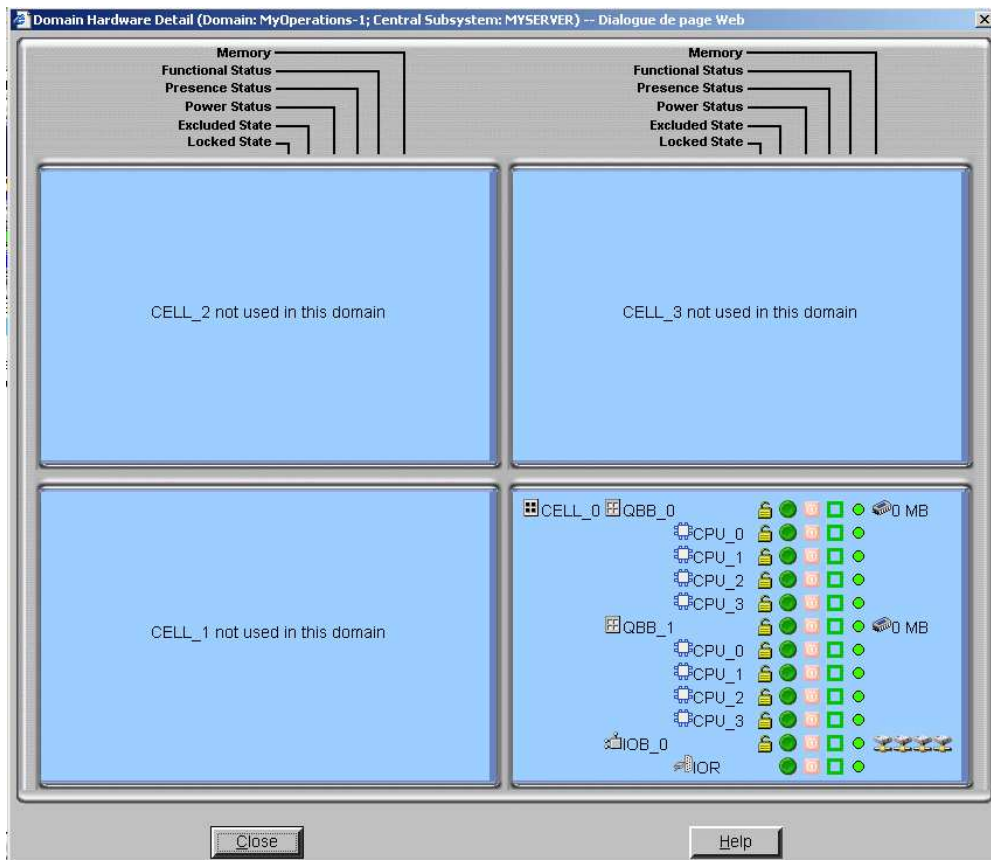 Domain Hardware Detail (Domain: MyOperations-1; Central Subsystem: MYSERVER) -- Dialogue de page Web
Memory
Functional Status
Presence Status
Power Status
Excluded State
Locked State
Memory
Functional Status
Presence Status
Power Status
Excluded State
Locked State
CELL_2 not used in this domain
CELL_3 not used in this domain
CELL_1 not used in this domain
CELL_0 QBB_0 0 MB
CPU_0
CPU_1
CPU_2
CPU_3
QBB_1 0 MB
CPU_0
CPU_1
CPU_2
CPU_3
IOB_0
IOR
Close
Help